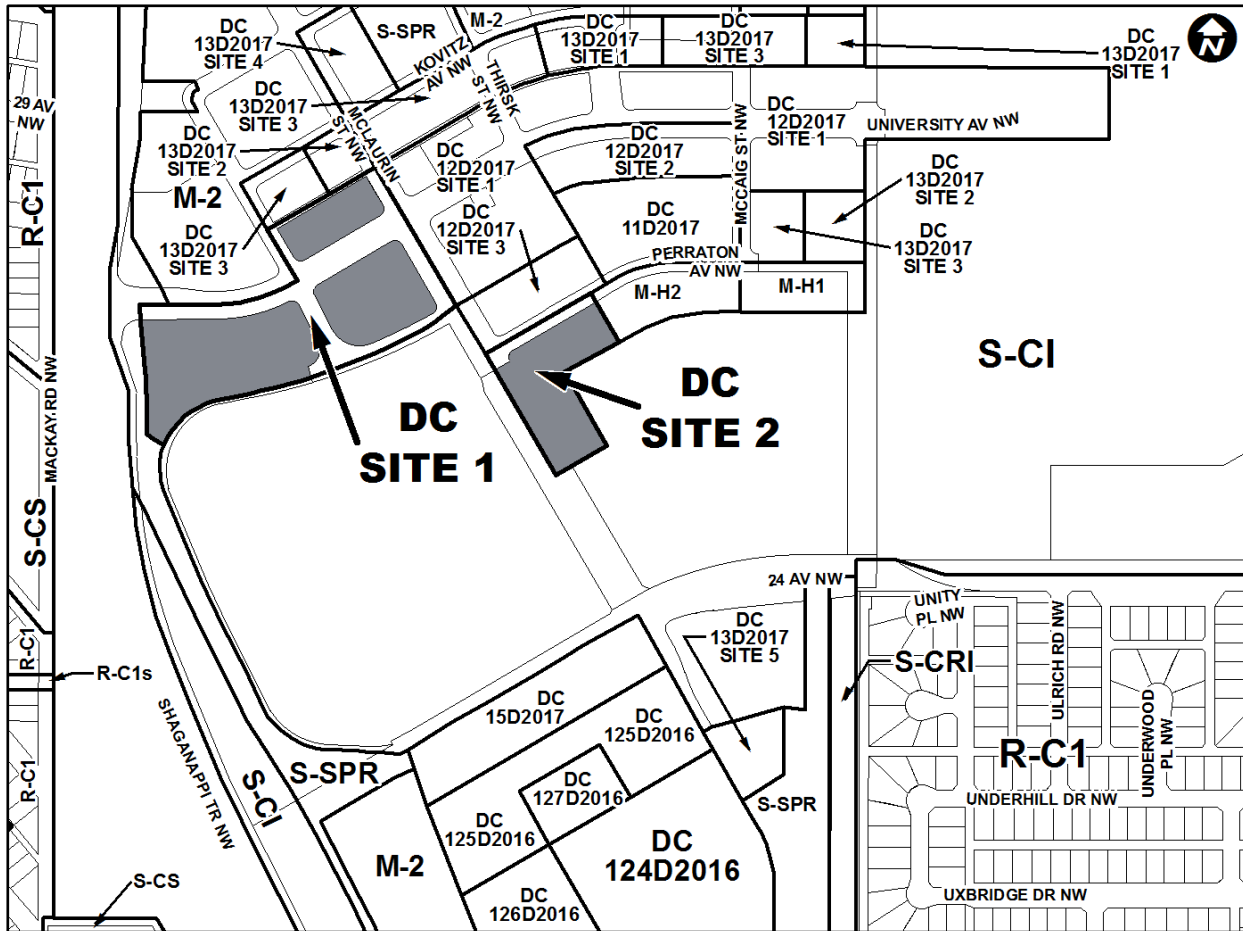 DC
13D2017
SITE 4
S-SPR
M-2
KOVITZ
AV NW
THIRSK
ST NW
DC
13D2017
SITE 1
DC
13D2017
SITE 3
DC
13D2017
SITE 1
N
29 AV
NW
DC
13D2017
SITE 3
DC
13D2017
SITE 2
MCLAURIN
ST NW
DC
12D2017
SITE 1
DC
12D2017
SITE 2
MCCAIG ST NW
DC
12D2017
SITE 1
UNIVERSITY AV NW
DC
13D2017
SITE 2
R-C1
M-2
DC
13D2017
SITE 3
DC
12D2017
SITE 3
DC
11D2017
DC
13D2017
SITE 3
PERRATON
AV NW
M-H2
M-H1
S-CI
MACKAY RD NW
DC
SITE 1
DC
SITE 2
S-CS
24 AV NW
UNITY
PL NW
ULRICH RD NW
R-C1
R-C1s
DC
13D2017
SITE 5
S-CRI
UNDERWOOD
PL NW
DC
15D2017
DC
125D2016
R-C1
R-C1
SHAGANAPPI TR NW
S-CI
S-SPR
DC
127D2016
S-SPR
UNDERHILL DR NW
DC
125D2016
M-2
DC
124D2016
S-CS
DC
126D2016
UXBRIDGE DR NW